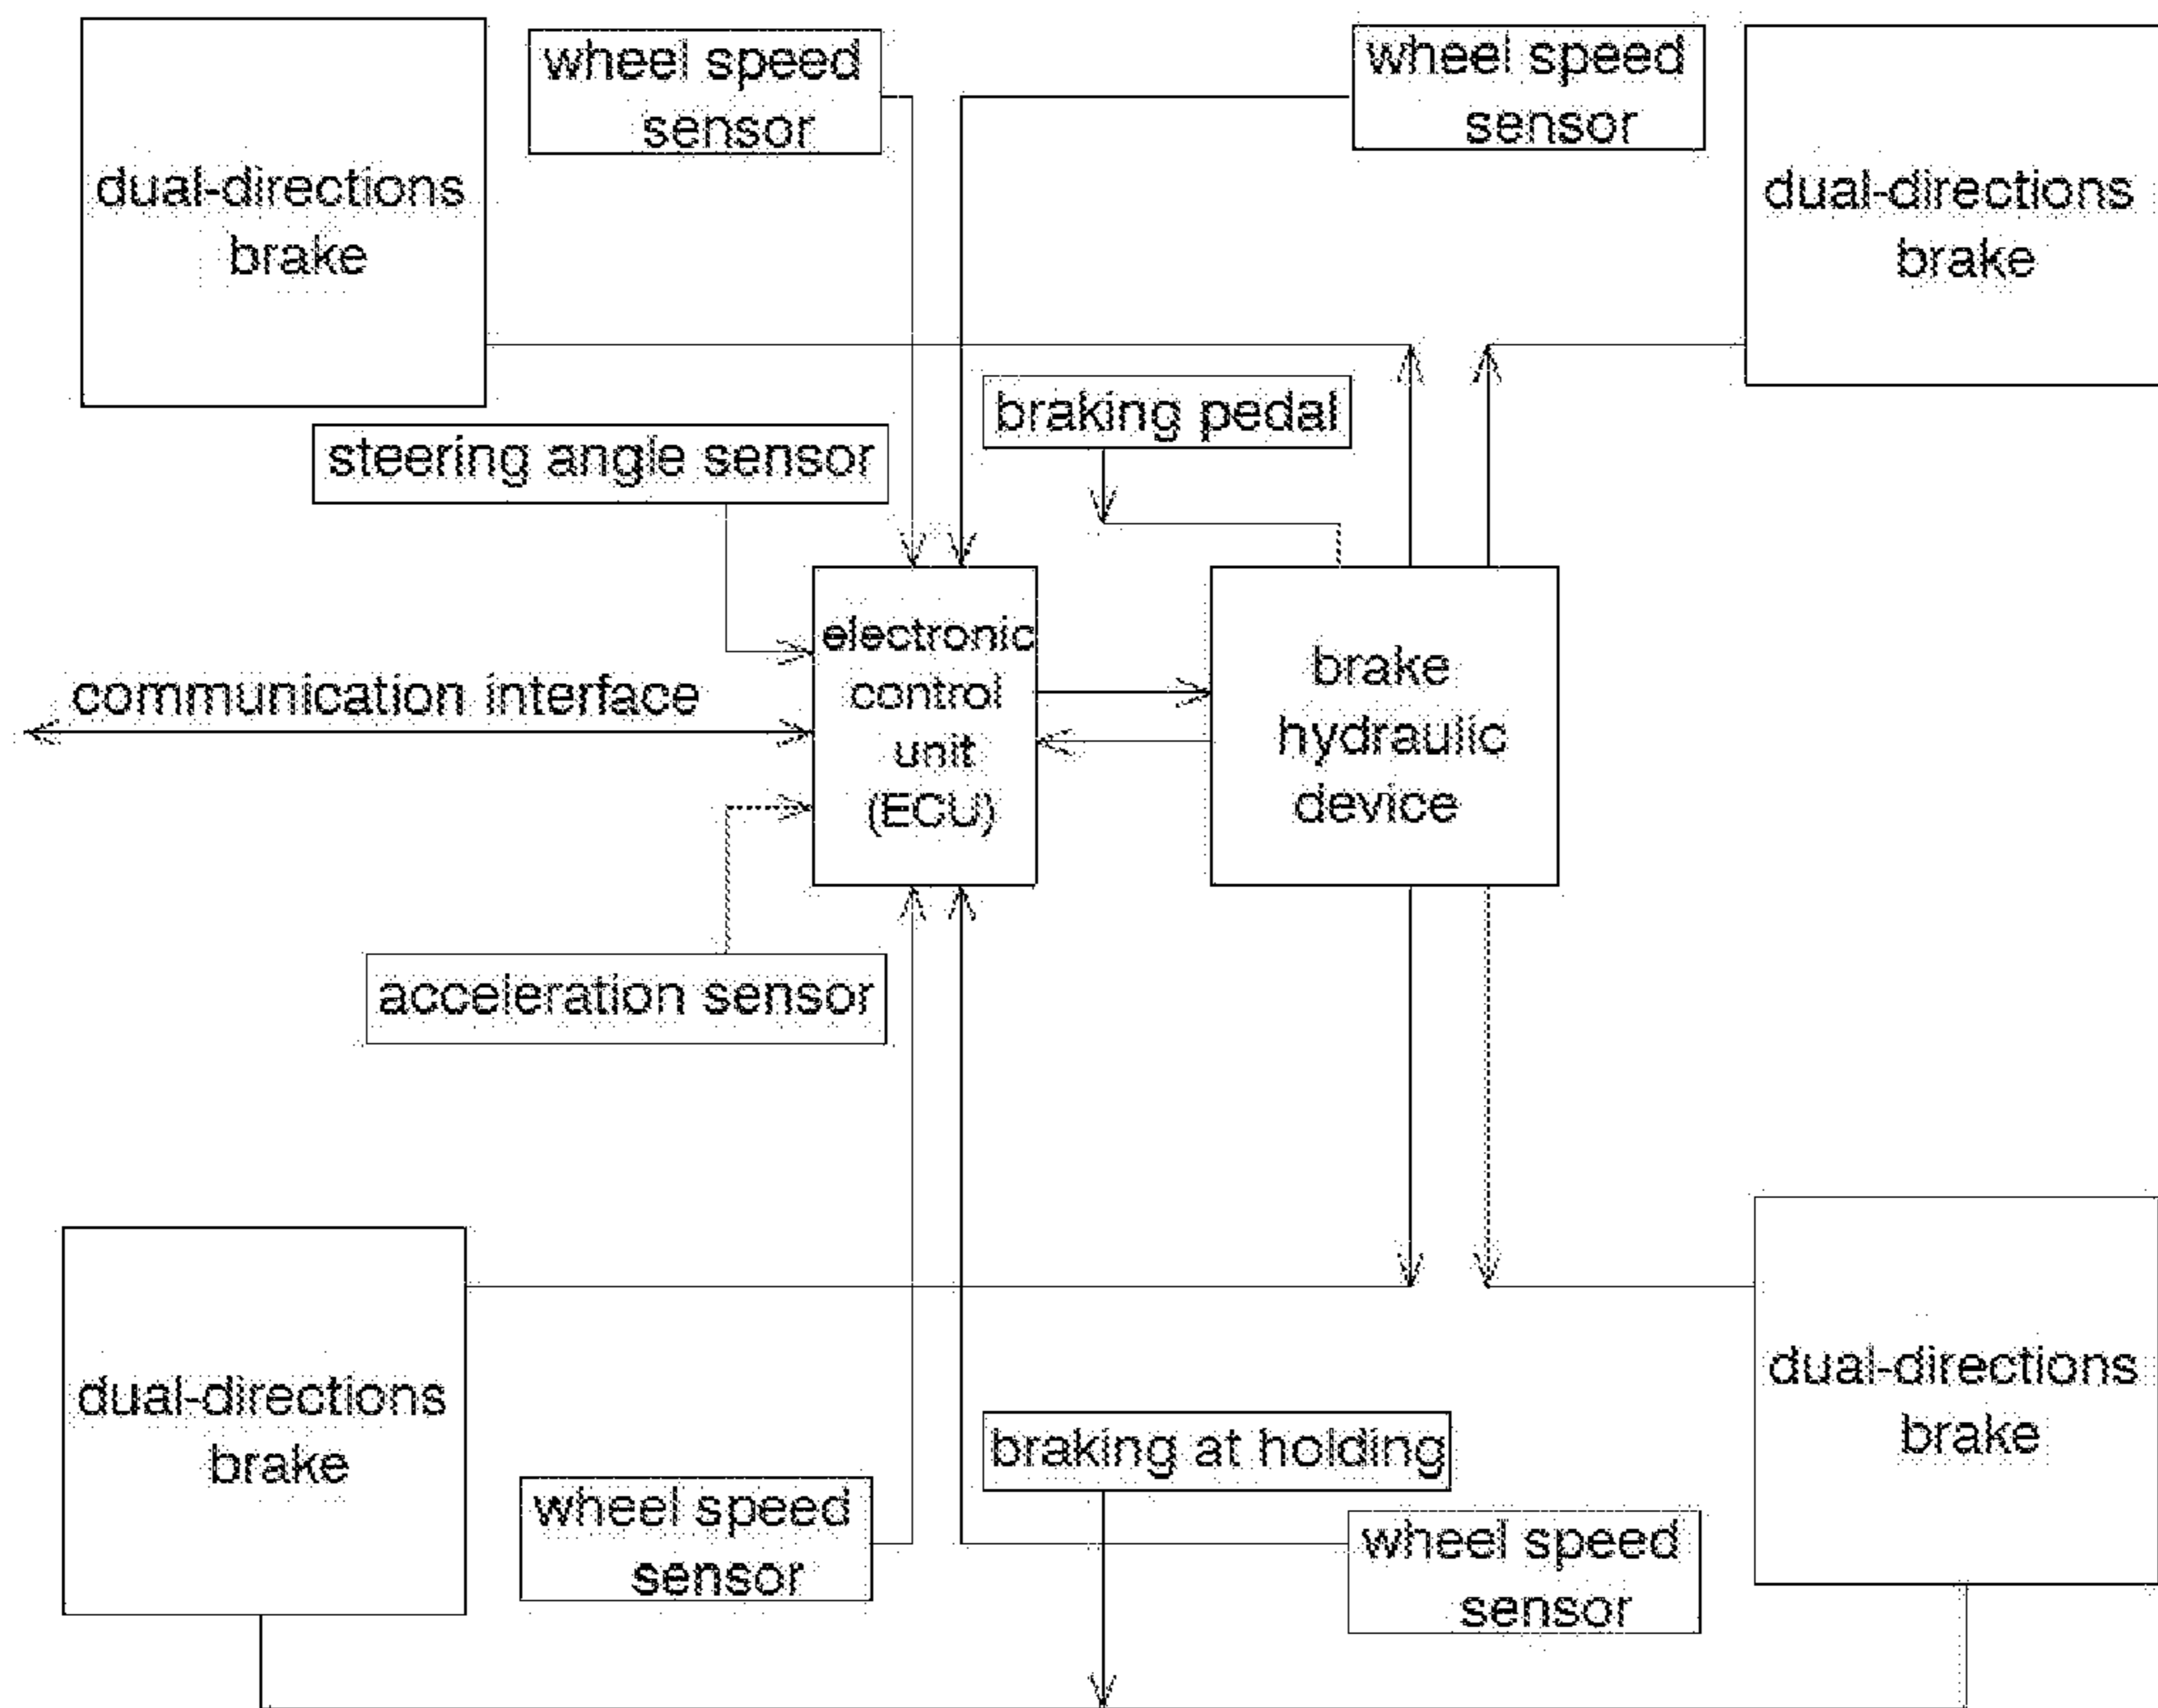 wheel speed
sensor
wheel speed
sensor
dual-directions
brake
dual-directions
brake
braking pedal
steering angle sensor
electronic
control
unit
(ECU)
brake
hydraulic
device
communication interface
acceleration sensor
dual-directions
brake
dual-directions
brake
braking at holding
wheel speed
sensor
wheel speed
sensor